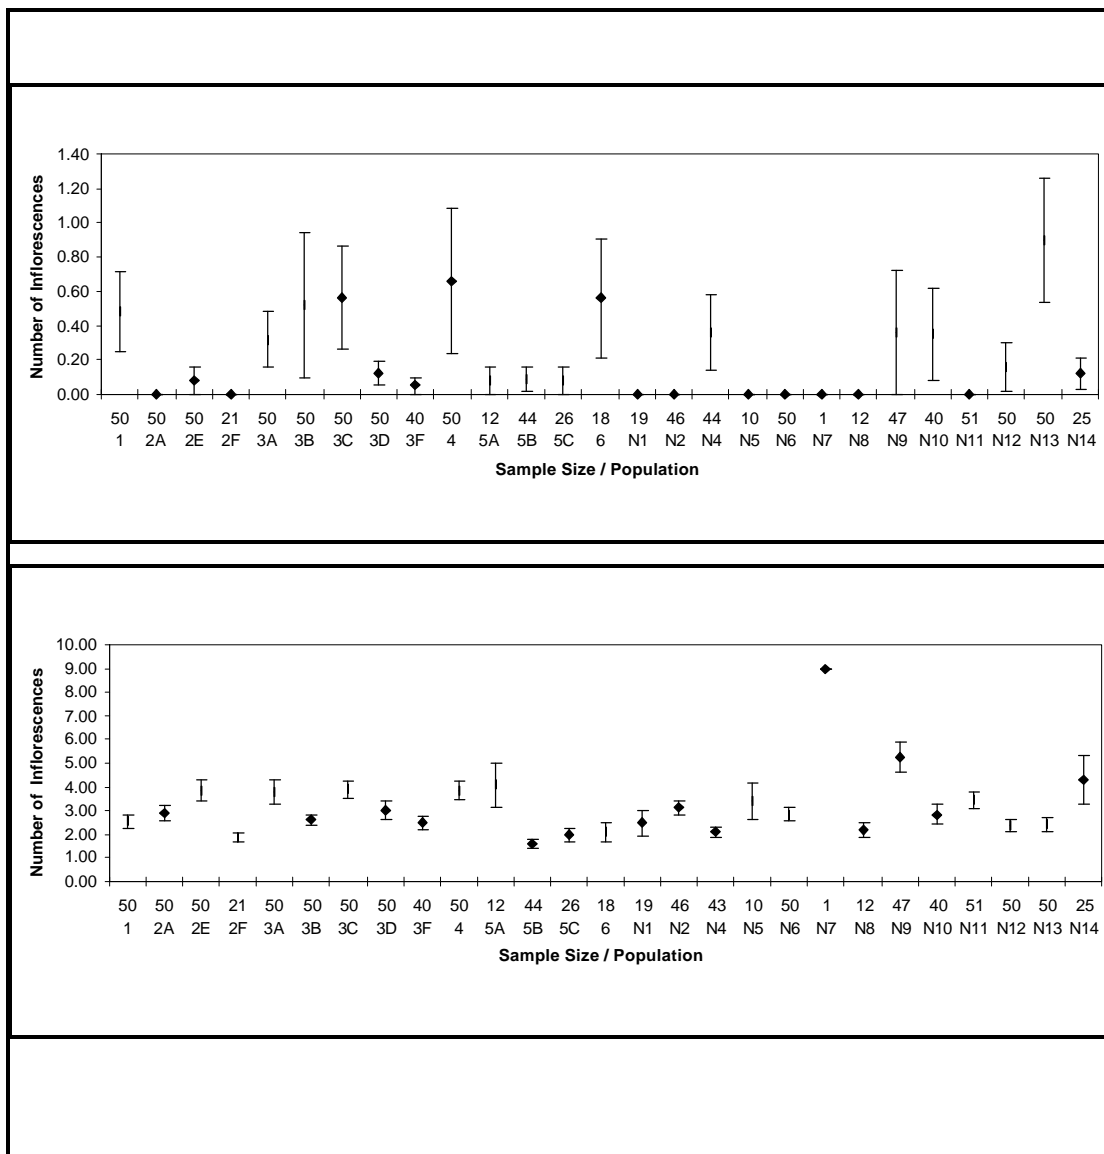 1.40
1.20
1.00
0.80
0.60
0.40
0.20
0.00
Number of Inflorescences
50 50 50 21 50 50 50 50 40 50 12 44 26 18 19 46 44 10 50 1 12 47 40 51 50 50 25
1 2A 2E 2F 3A 3B 3C 3D 3F 4 5A 5B 5C 6 N1 N2 N4 N5 N6 N7 N8 N9 N10 N11 N12 N13 N14
Sample Size / Population
10.00
9.00
8.00
7.00
6.00
5.00
4.00
3.00
2.00
1.00
0.00
Number of Inflorescences
50 50 50 21 50 50 50 50 40 50 12 44 26 18 19 46 43 10 50 1 12 47 40 51 50 50 25
1 2A 2E 2F 3A 3B 3C 3D 3F 4 5A 5B 5C 6 N1 N2 N4 N5 N6 N7 N8 N9 N10 N11 N12 N13 N14
Sample Size / Population